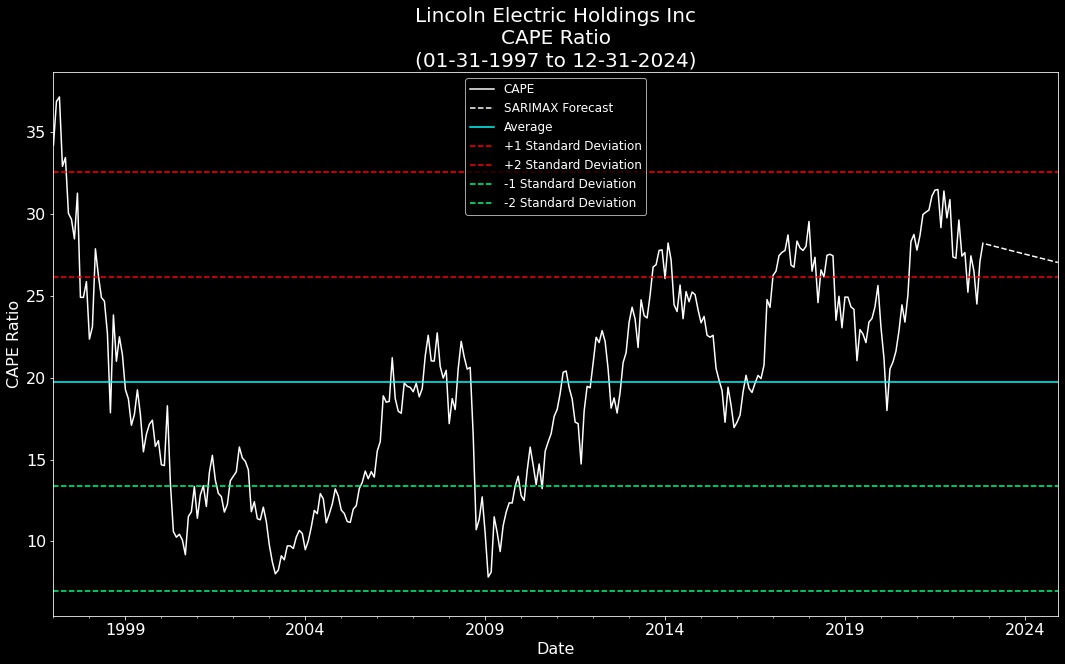 Lincoln Electric Holdings Inc
CAPE Ratio
(01-31-1997 to 12-31-2024)
CAPE
SARIMAX Forecast
Average
+1 Standard Deviation
+2 Standard Deviation
-1 Standard Deviation
-2 Standard Deviation
CAPE Ratio
35
30
25
20
15
10
1999
2004
2009
2014
2019
2024
Date